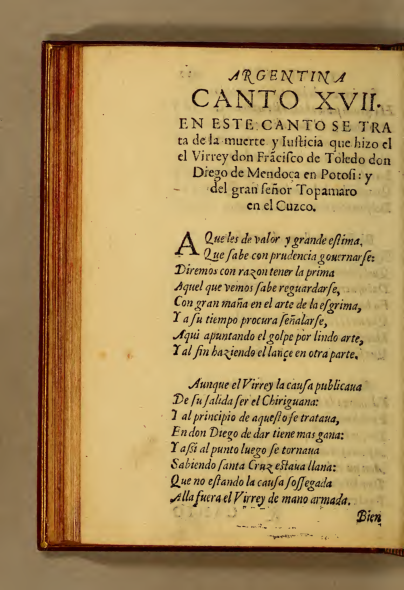 ARGENTINA
CANTO XVII.
EN ESTE CANTO SE TRA
ta de la muerte y Iuſticia que hizo el
el Virrey don Frãciſco de Toledo don
Diego de Mendoça en Potoſi: y
del gran ſeñor Topamaro
en el Cuzco.
AQueles de valor y grande eſtima,
Que ſabe con prudencia gouernarſe:
Diremos con razon tener la prima
Aquel que vemos ſabe reguardarſe,
Con gran maña en el arte de la eſgrima,
Y a ſu tiempo procura ſeñalarſe,
Aqui apuntando el golpe por lindo arte,
Y al fin haziendo el lançe en otra parte.
Aunque el Virrey la cauſa publicaua
De ſu ſalida ſer el Chiriguana:
Y al principio de aqueſto ſe trataua,
En don Diego de dar tiene mas gana:
Y aſsi al punto luego ſe tornaua
Sabiendo ſanta Cruz eſtaua llana:
Que no eſtando la cauſa ſoſſegada
Alla fuera el Virrey de mano armada.
Bien